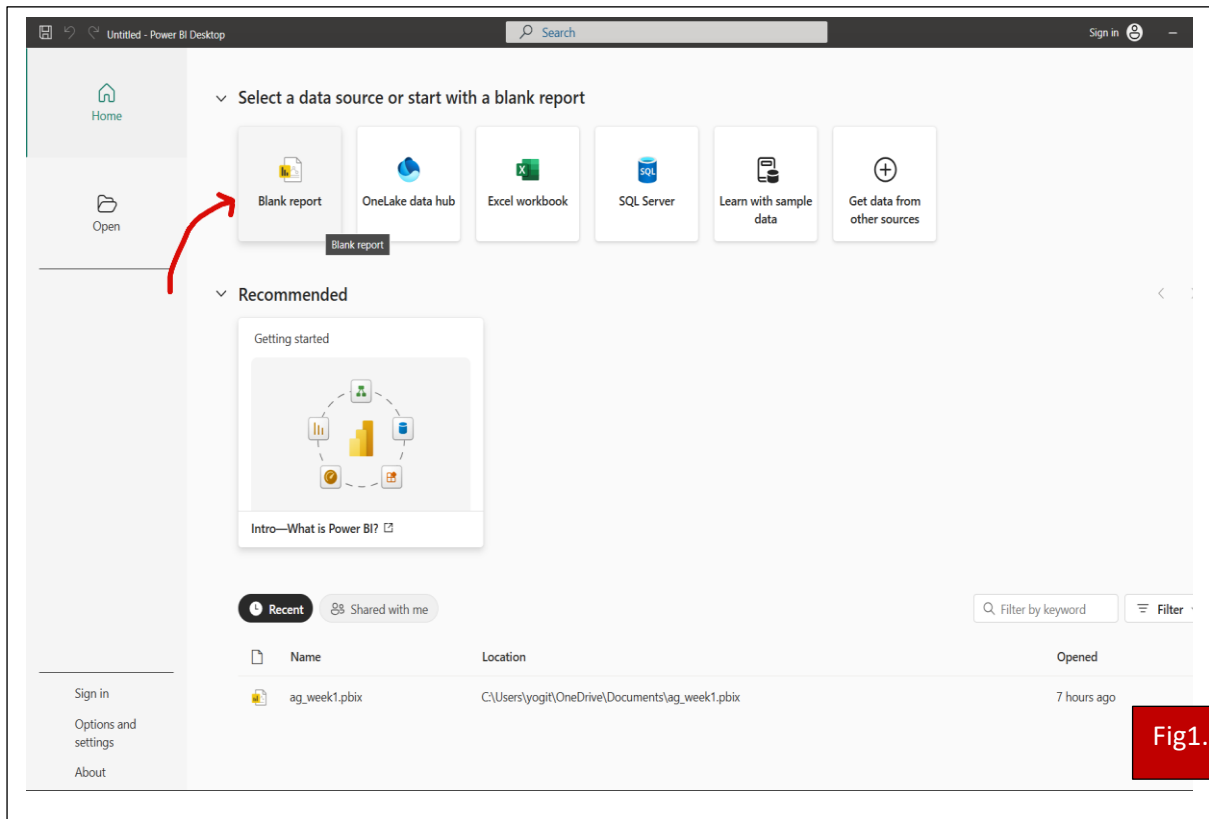 Untitled - Power BI Desktop
Search
Sign in
Home
Open
Select a data source or start with a blank report
Blank report
OneLake data hub
Excel workbook
SQL
SQL Server
Learn with sample
data
Get data from
other sources
Blank report
Recommended
Getting started
Intro—What is Power BI?
Recent
Shared with me
Filter by keyword
Filter
Name
Location
Opened
ag_week1.pbix
C:\Users\yogit\OneDrive\Documents\ag_week1.pbix
7 hours ago
Sign in
Options and
settings
About
Fig1.